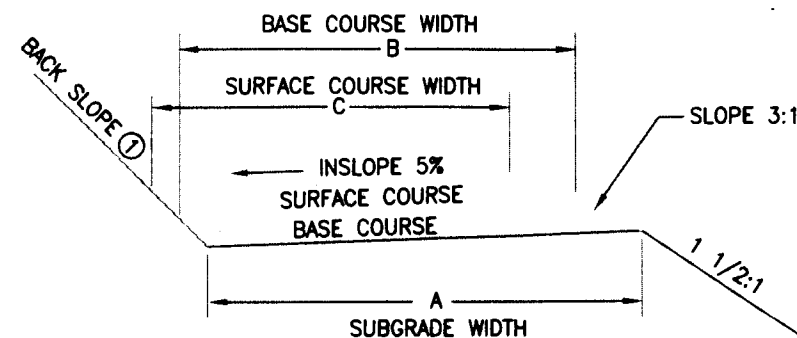 BASE COURSE WIDTH
B
BACK SLOPE ①
SURFACE COURSE WIDTH
C
SLOPE 3:1
INSLOPE 5%
SURFACE COURSE
BASE COURSE
1 1/2:1
A
SUBGRADE WIDTH